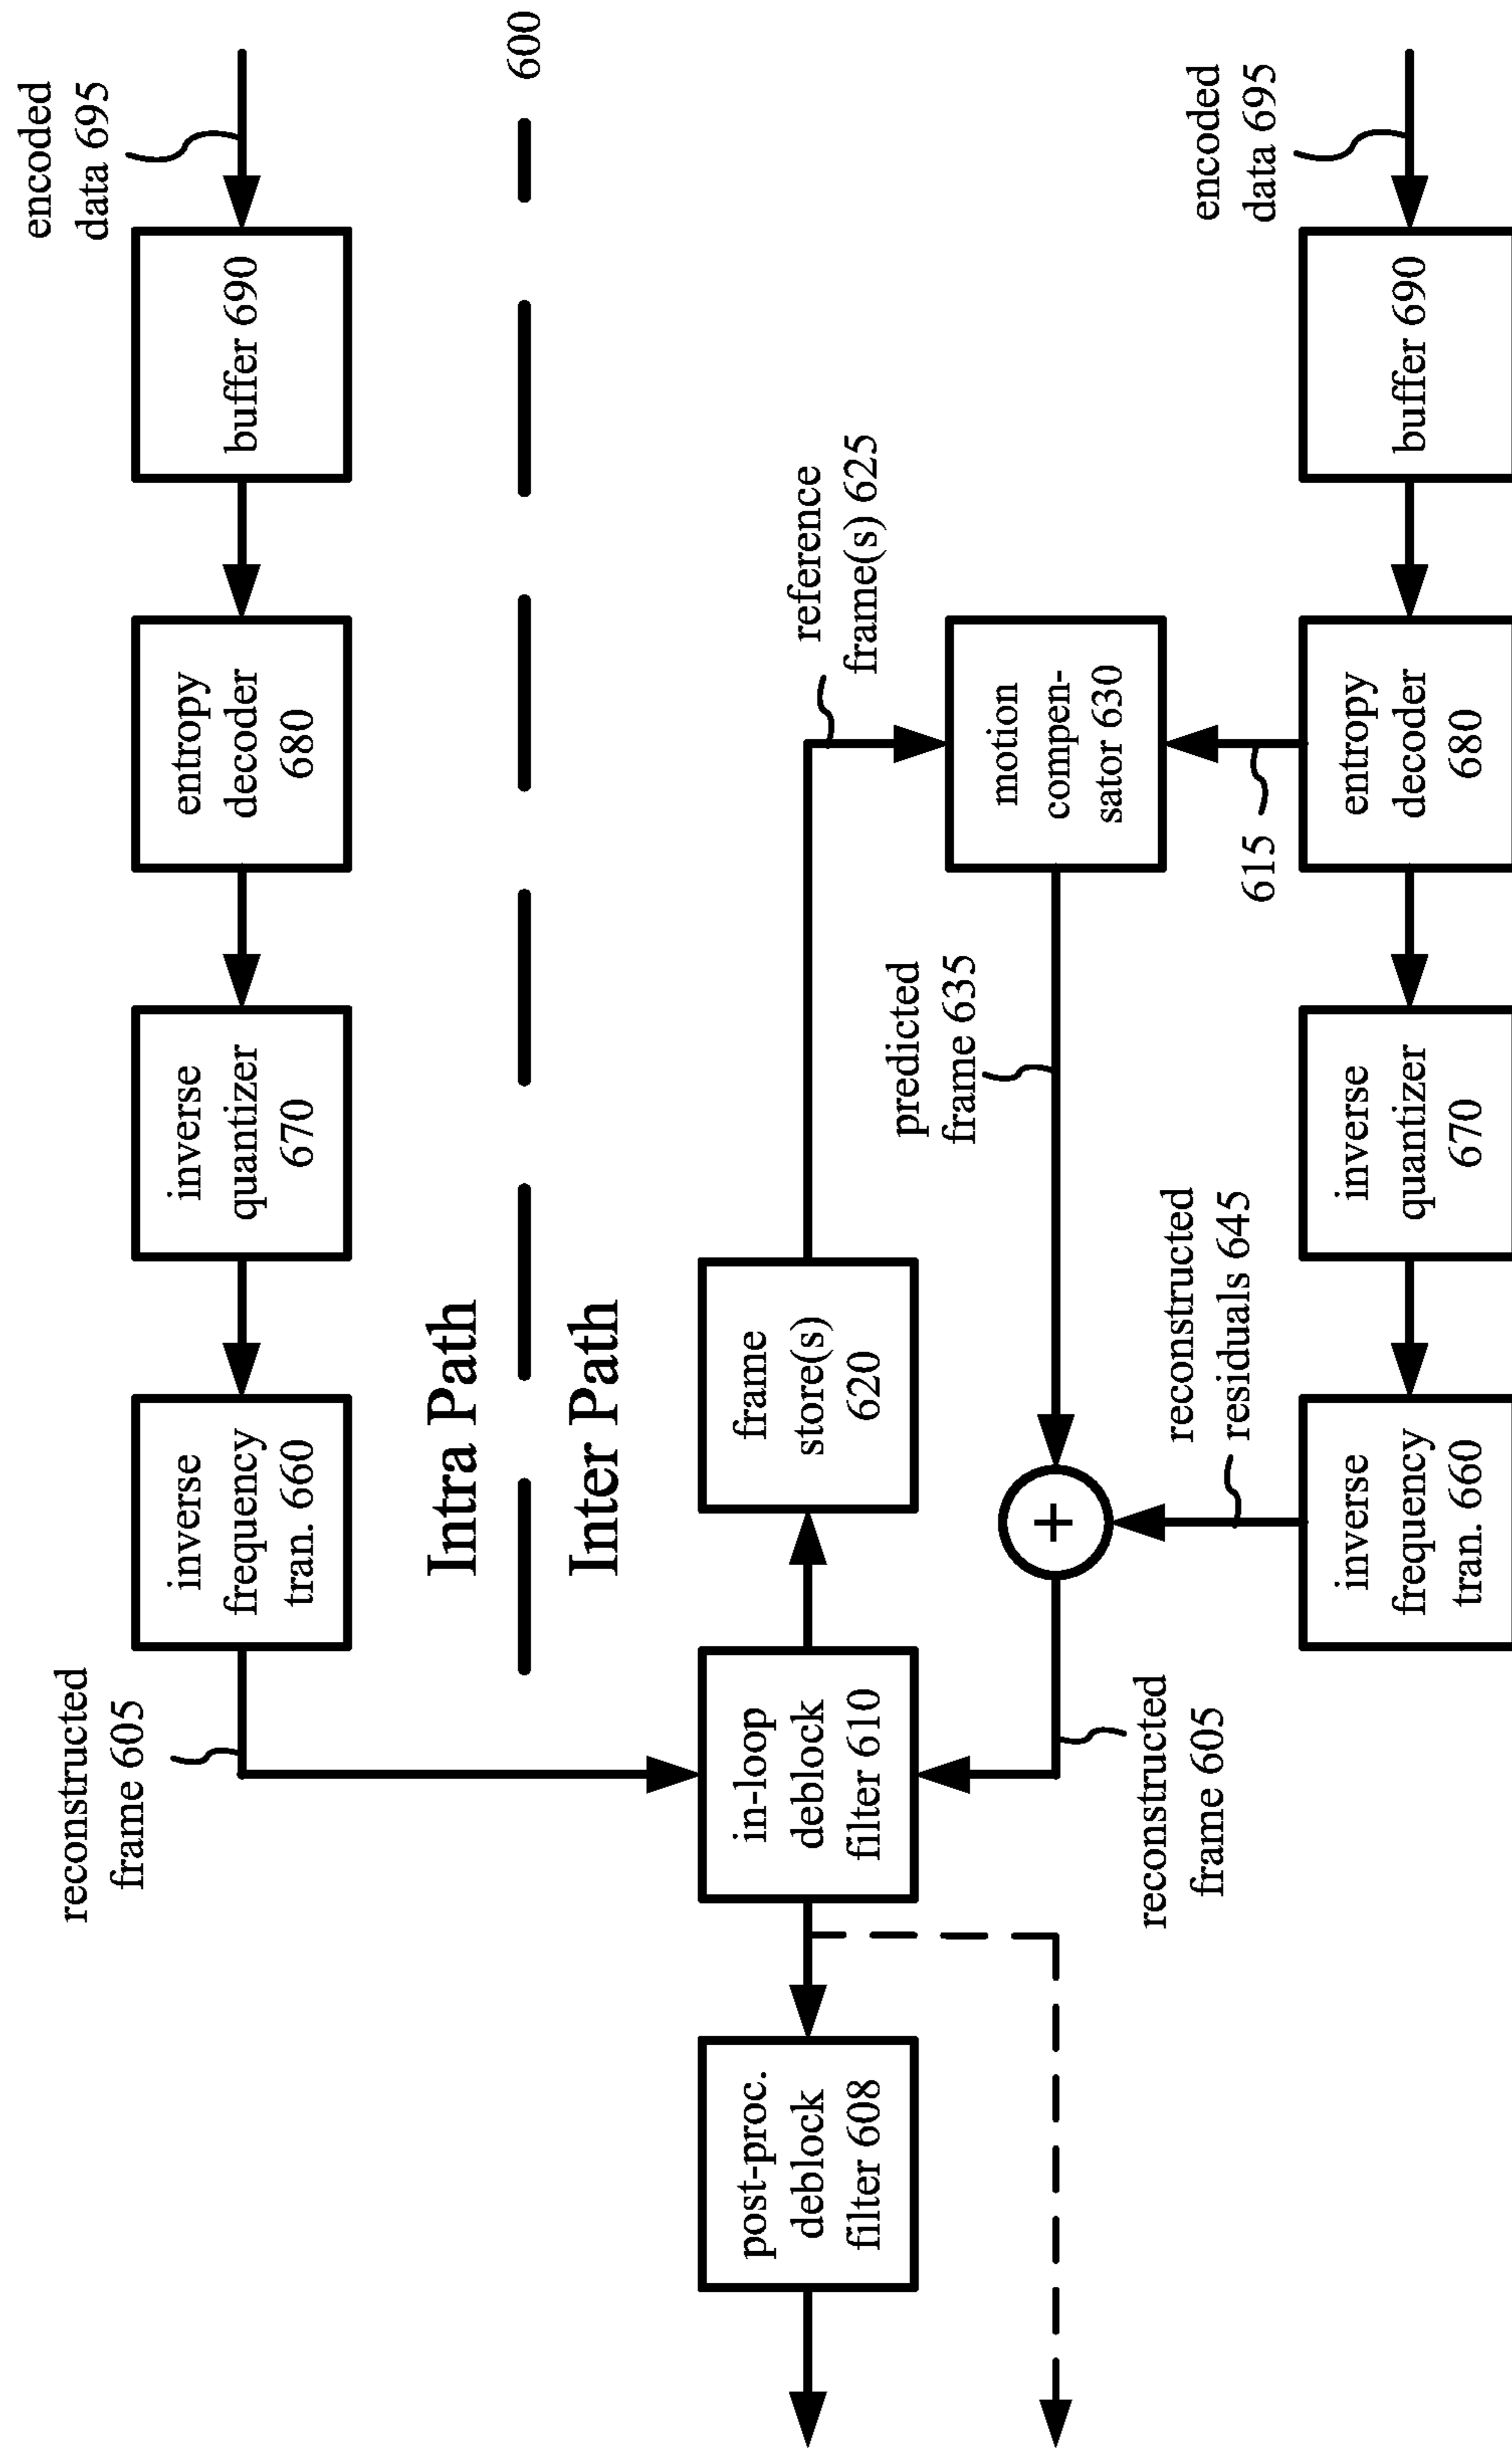 encoded
data 695
buffer 690
entropy
decoder
680
inverse
quantizer
670
inverse
frequency
tran. 660
reconstructed
frame 605
600
Intra Path
Inter Path
reference
frame(s) 625
frame
store(s)
620
in-loop
deblock
filter 610
post-proc.
deblock
filter 608
motion
compen-
sator 630
predicted
frame 635
+
reconstructed
frame 605
615
reconstructed
residuals 645
encoded
data 695
buffer 690
entropy
decoder
680
inverse
quantizer
670
inverse
frequency
tran. 660